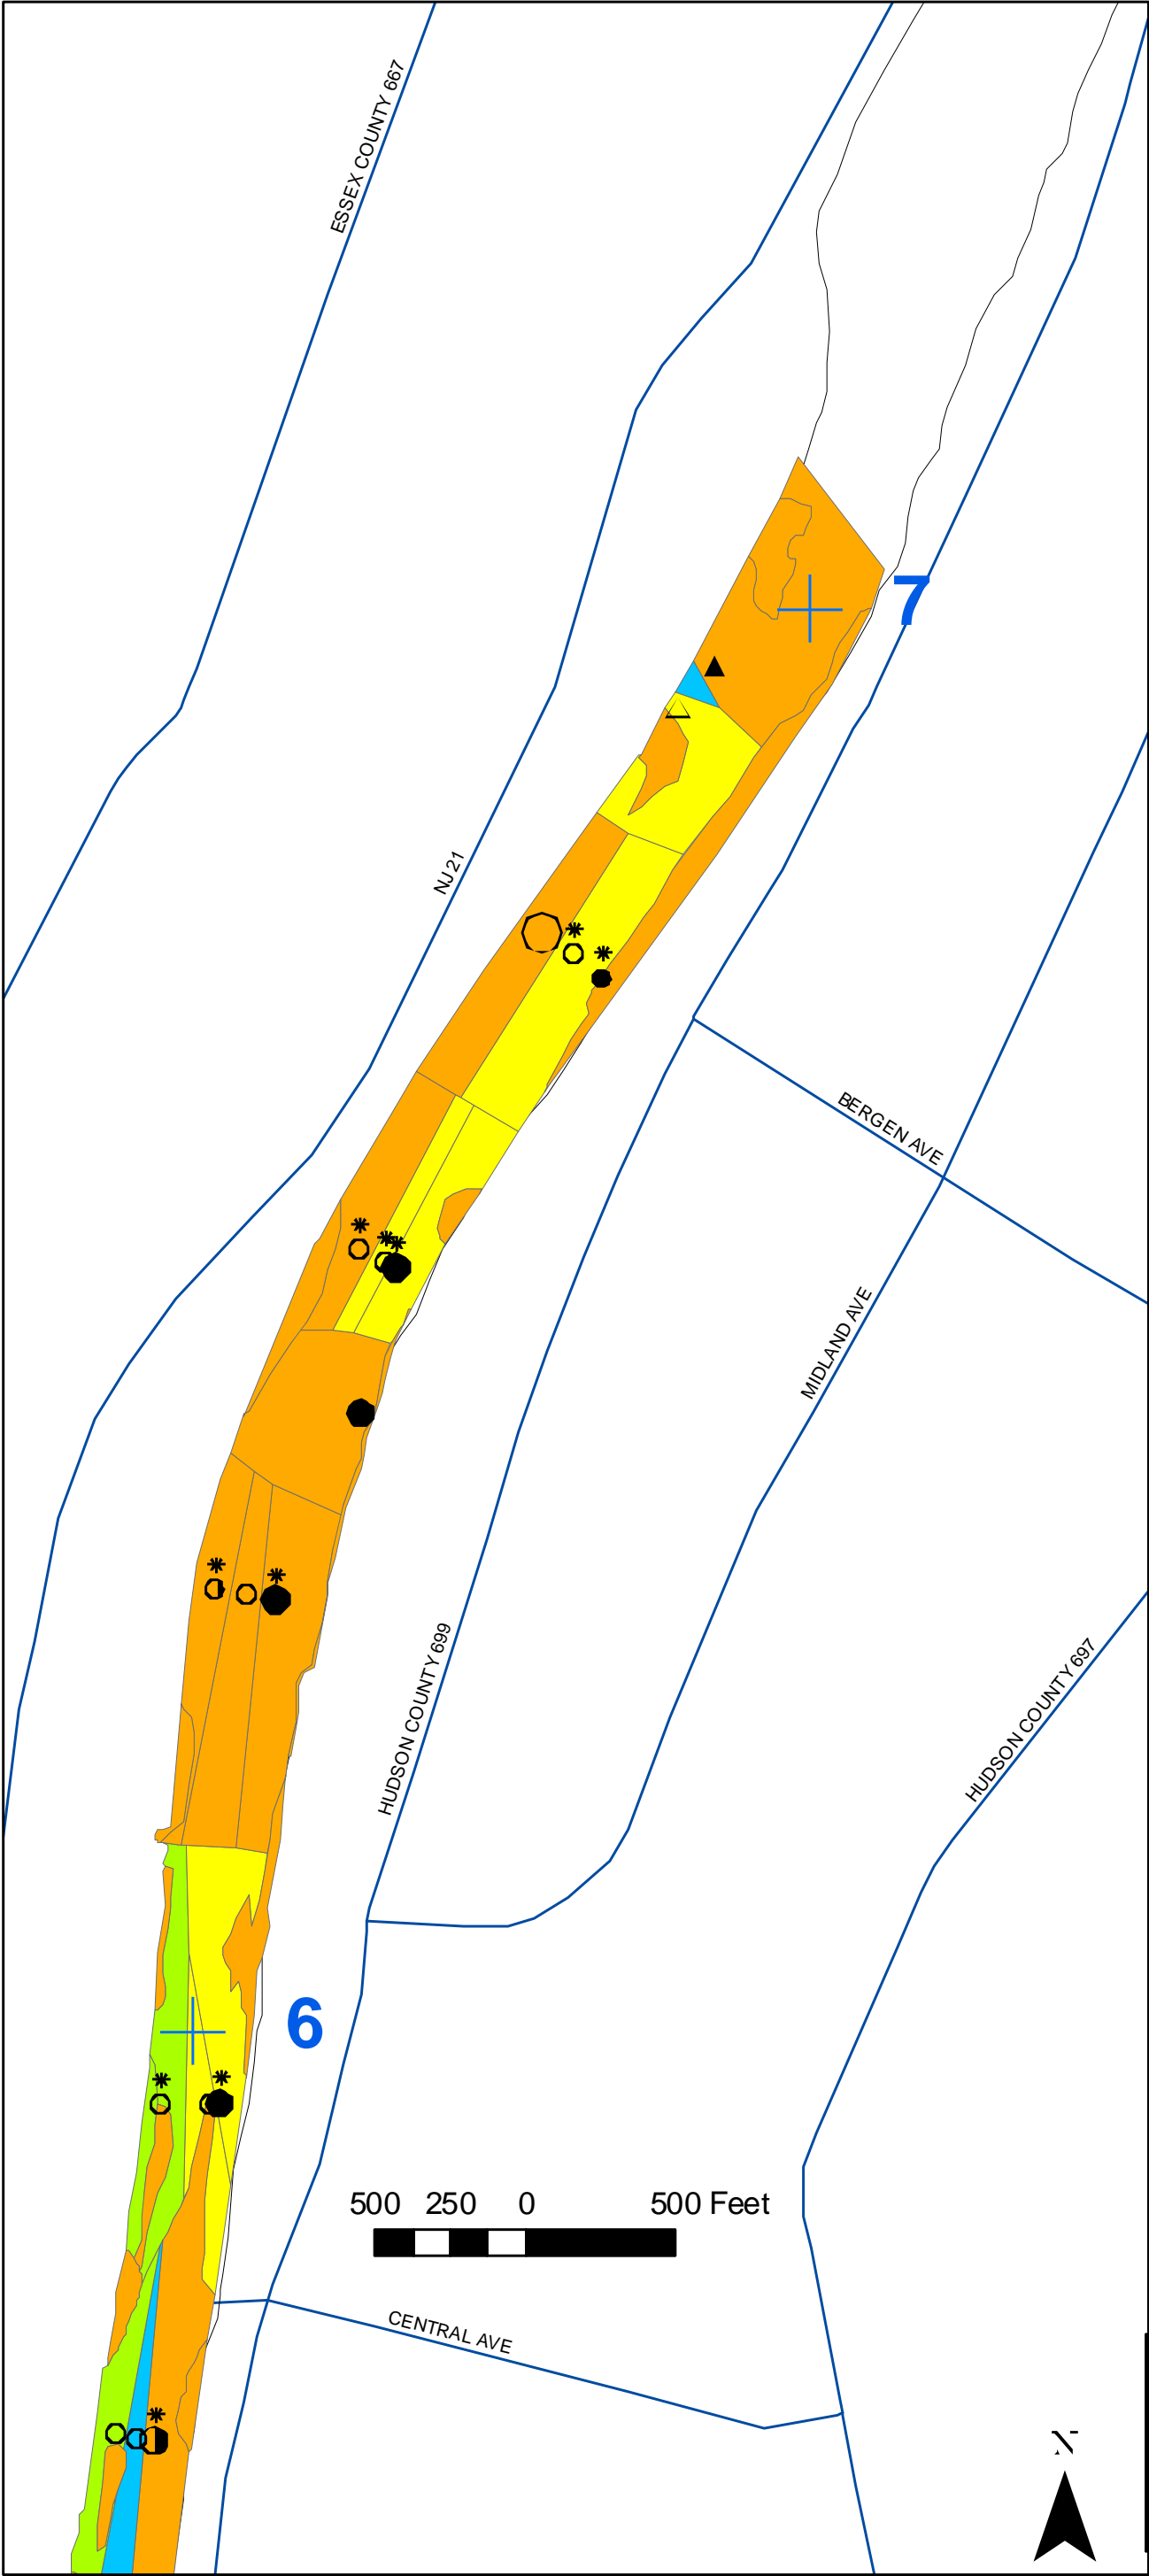 ESSEX COUNTY 667
7
NJ 21
BERGEN AVE
MIDLAND AVE
HUDSON COUNTY 699
HUDSON COUNTY 697
6
500 250 0 500 Feet
CENTRAL AVE